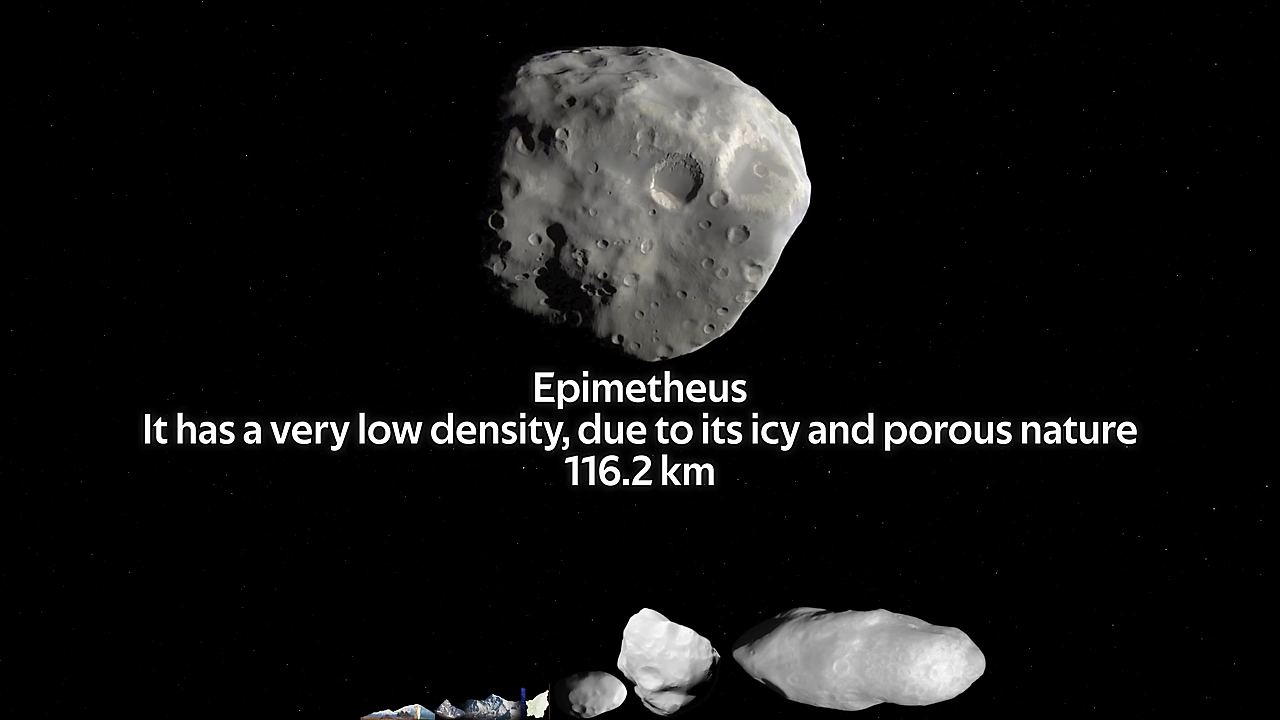 Epimetheus
It has a very low density, due to its icy and porous nature
116.2 km